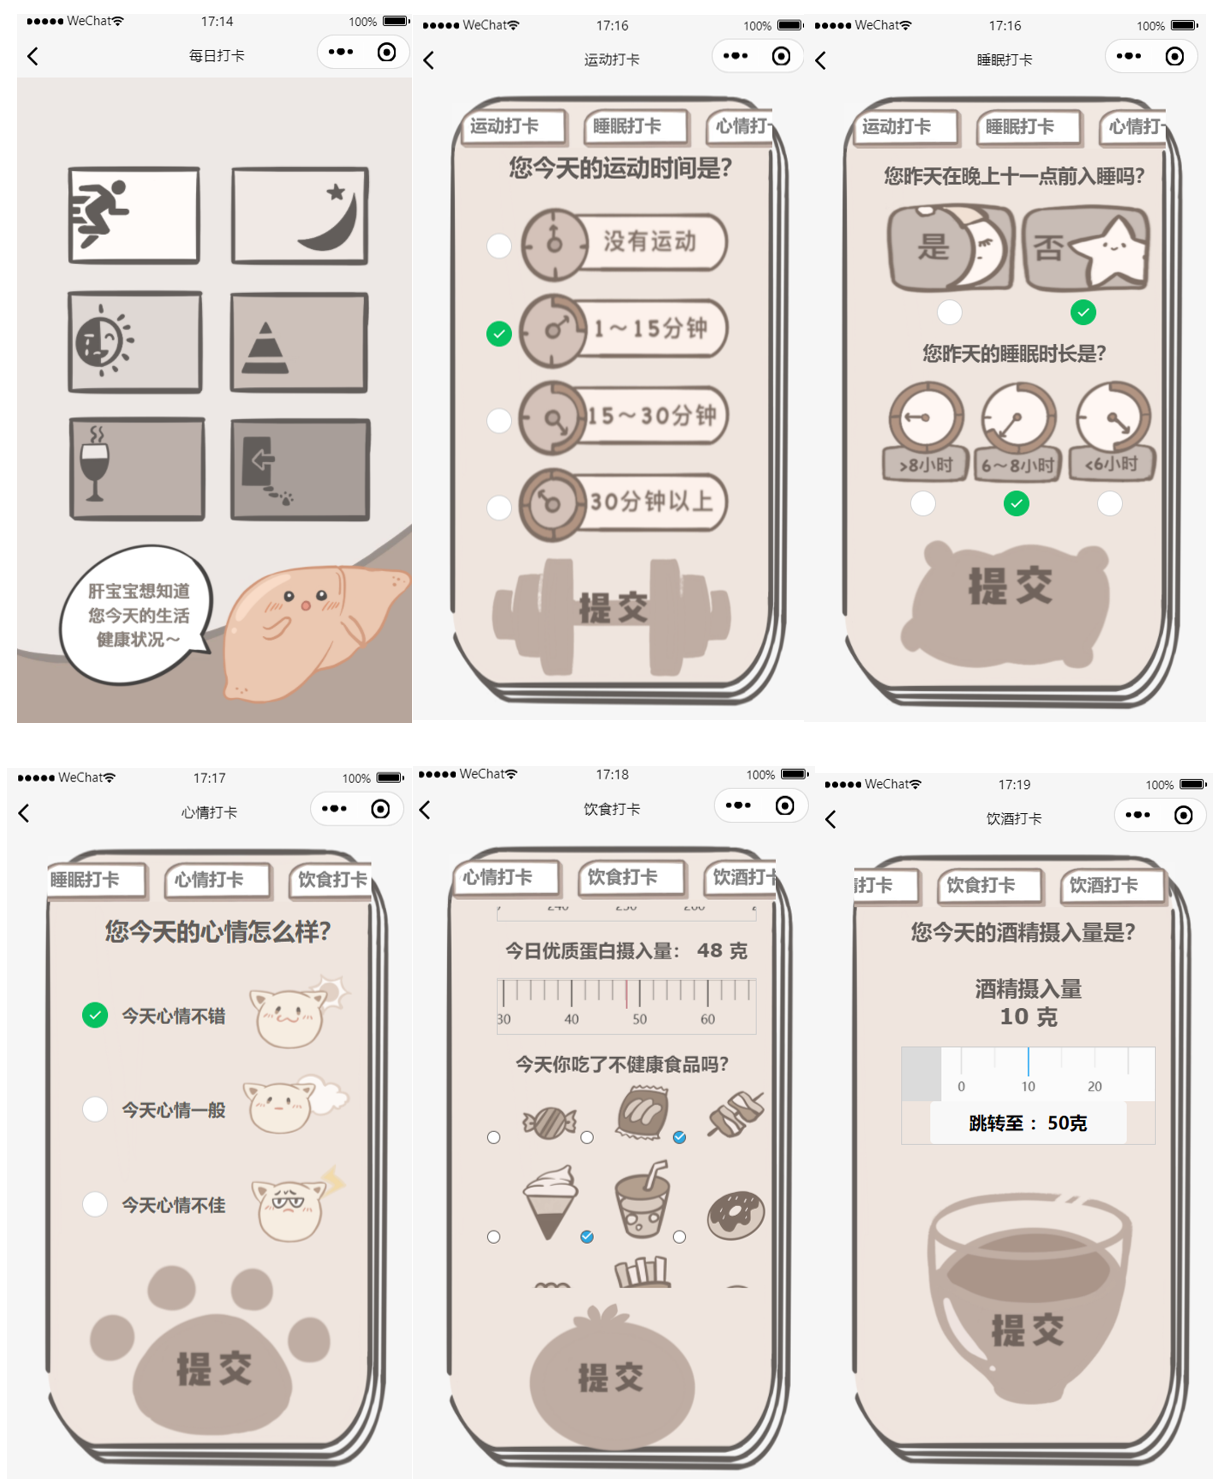 WeChat 17:14 100%
每日打卡
肝宝宝想知道
您今天的生活
健康状况～
WeChat 17:16 100%
运动打卡
运动打卡 睡眠打卡 心情打
您今天的运动时间是?
没有运动
1～15分钟
15～30分钟
30分钟以上
提交
WeChat 17:16 100%
睡眠打卡
运动打卡 睡眠打卡 心情打
您昨天在晚上十一点前入睡吗?
是 否
您昨天的睡眠时长是?
>8小时 6～8小时 <6小时
提交
WeChat 17:17 100%
心情打卡
睡眠打卡 心情打卡 饮食打卡
您今天的心情怎么样?
今天心情不错
今天心情一般
今天心情不佳
提交
WeChat 17:18 100%
饮食打卡
心情打卡 饮食打卡 饮酒打
240 250 260
今日优质蛋白摄入量： 48 克
30 40 50 60
今天你吃了不健康食品吗?
提交
WeChat 17:19 100%
饮酒打卡
打卡 饮食打卡 饮酒打卡
您今天的酒精摄入量是?
酒精摄入量
10 克
0 10 20
跳转至： 50克
提交